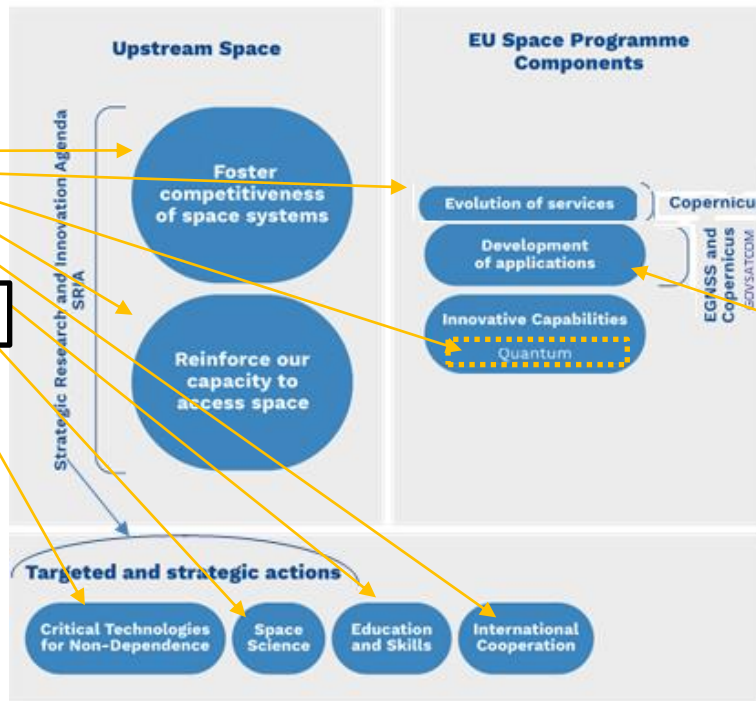 Upstream Space
Strategic Research and Innovation Agenda
SRIA
Foster
competitiveness
of space systems
Reinforce our
capacity to
access space
EU Space Programme
Components
Evolution of services
Copernicu
Development
of applications
EGNSS and
Copernicus
GOVSATCOM
Innovative Capabilities
Quantum
Targeted and strategic actions
Critical Technologies
for Non-Dependence
Space
Science
Education
and Skills
International
Cooperation